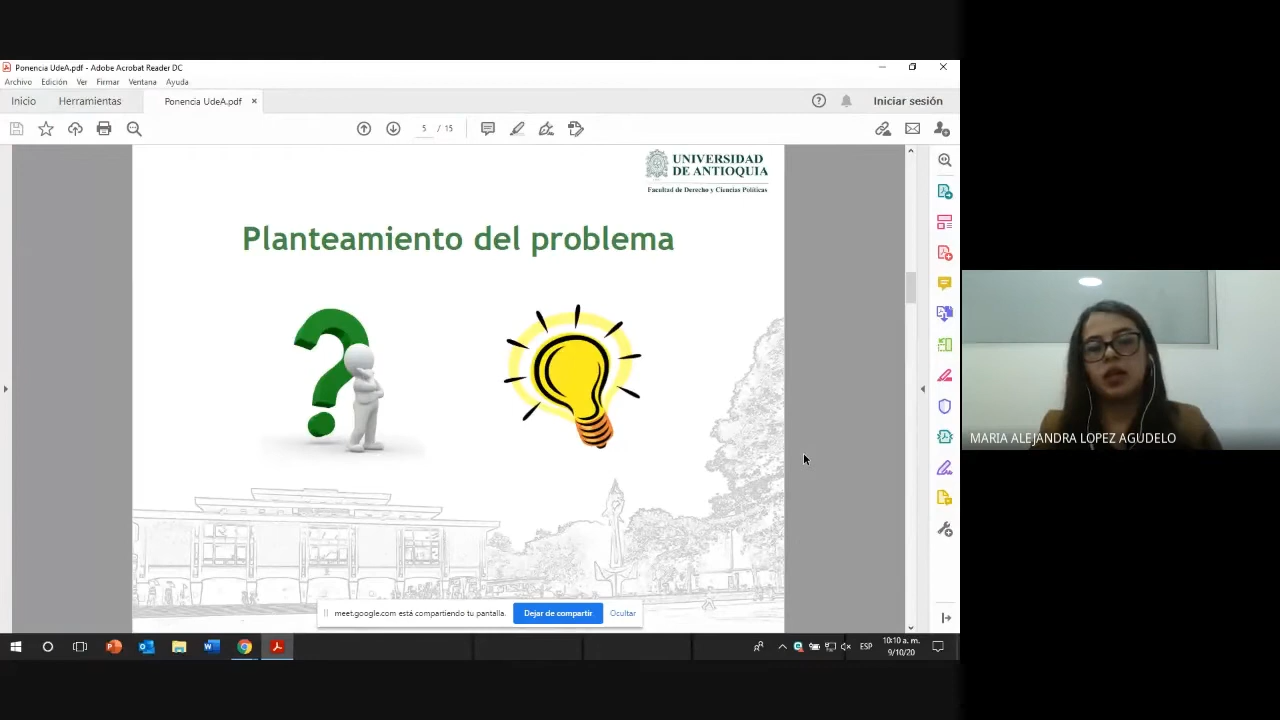 Ponencia UdeA.pdf - Adobe Acrobat Reader DC
Archivo Edición Ver Firmar Ventana Ayuda
Inicio Herramientas Ponencia UdeA.pdf × Iniciar sesión
5 / 15
UNIVERSIDAD
DE ANTIOQUIA
Facultad de Derecho y Ciencias Políticas
Planteamiento del problema
MARIA ALEJANDRA LOPEZ AGUDELO
meet.google.com está compartiendo tu pantalla. Dejar de compartir Ocultar
ESP
10:10 a. m.
9/10/20